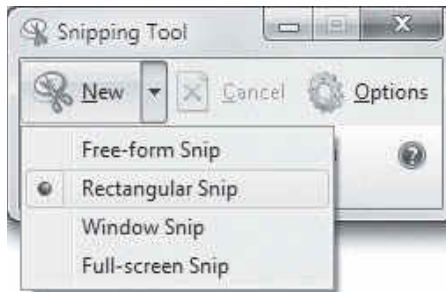 Snipping Tool
New Cancel Options
Free-form Snip
Rectangular Snip
Window Snip
Full-screen Snip